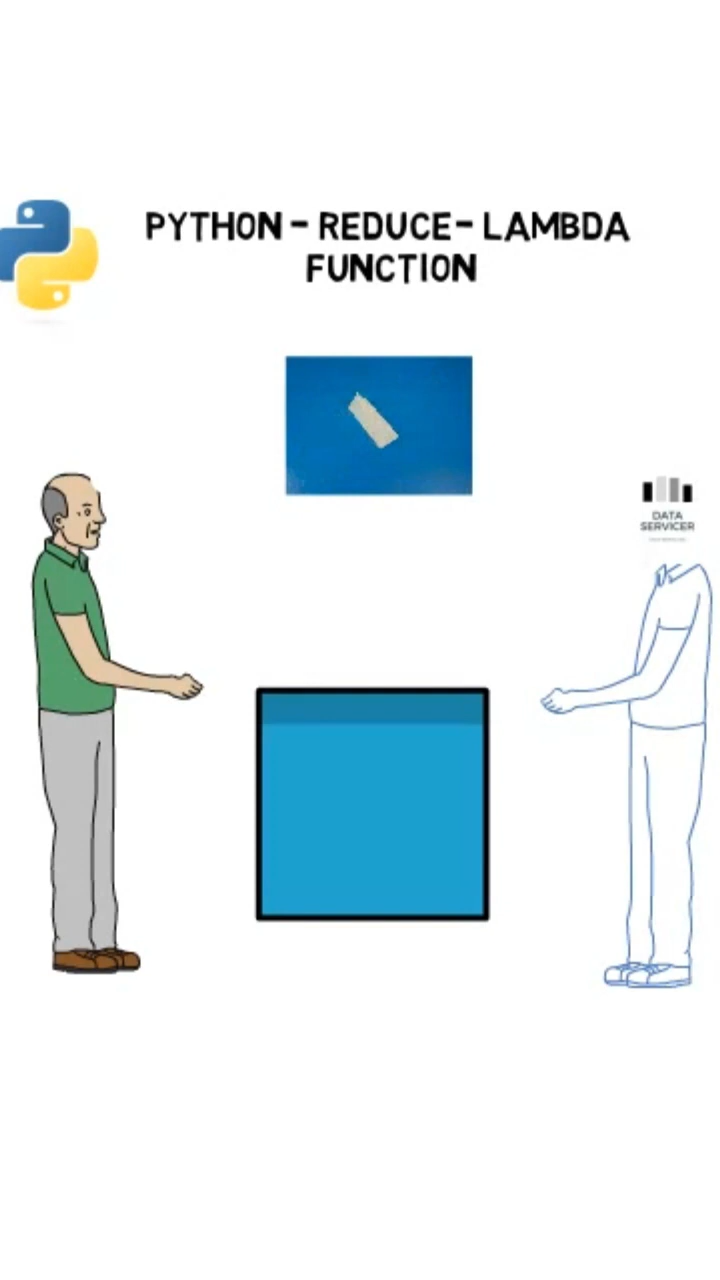 PYTHON - REDUCE- LAMBDA
FUNCTION
DATA
SERVICER